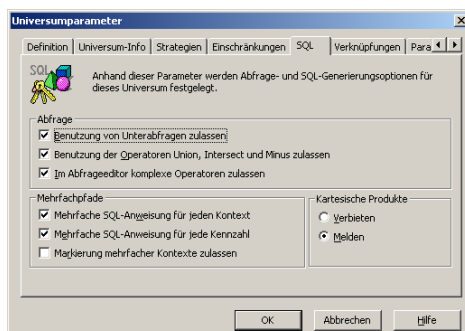 Universumparameter
Definition
Universum-Info
Strategien
Einschränkungen
SQL
Verknüpfungen
Para
SQL
Anhand dieser Parameter werden Abfrage- und SQL-Generierungsoptionen für
dieses Universum festgelegt.
Abfrage
Benutzung von Unterabfragen zulassen
Benutzung der Operatoren Union, Intersect und Minus zulassen
Im Abfrageeditor komplexe Operatoren zulassen
Mehrfachpfade
Mehrfache SQL-Anweisung für jeden Kontext
Mehrfache SQL-Anweisung für jede Kennzahl
Markierung mehrfacher Kontexte zulassen
Kartesische Produkte
Verbieten
Melden
OK
Abbrechen
Hilfe